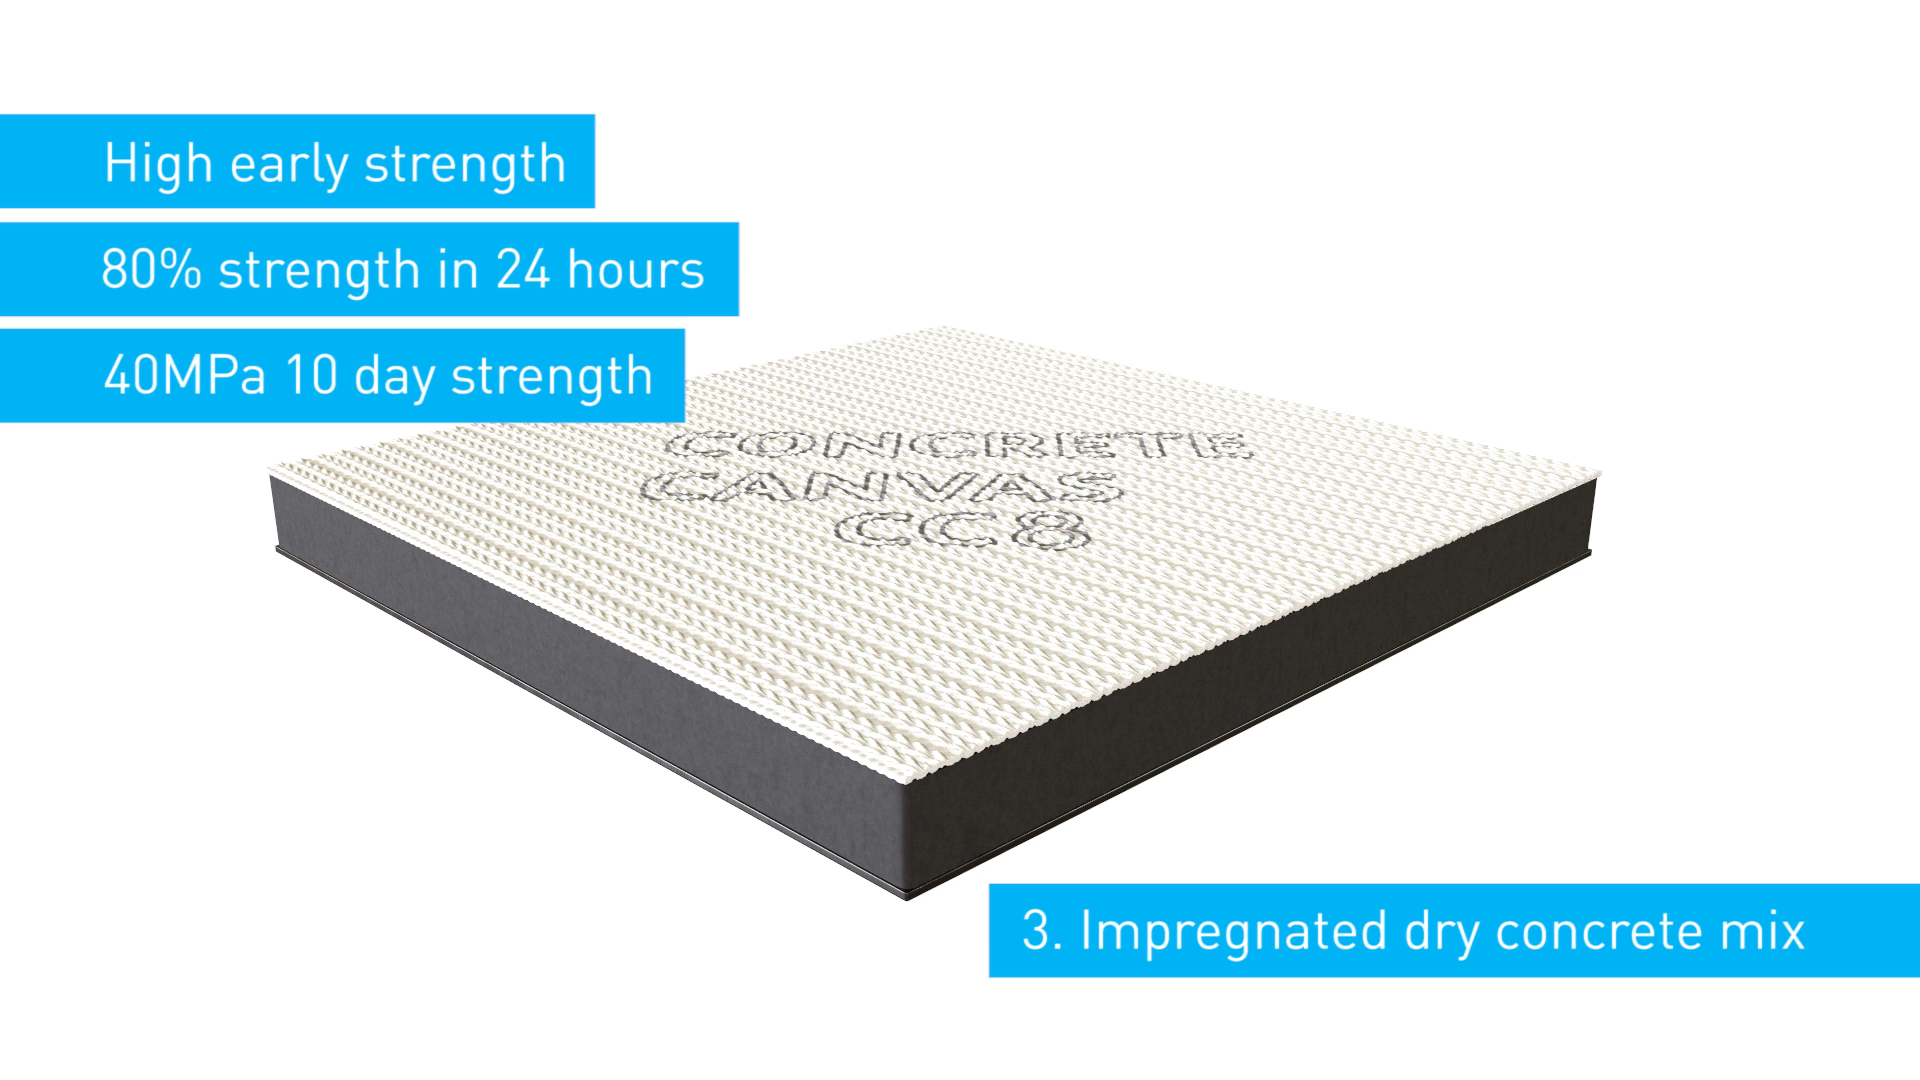 High early strength
80% strength in 24 hours
40MPa 10 day strength
CONCRETE
CANVAS
CC8
3. Impregnated dry concrete mix